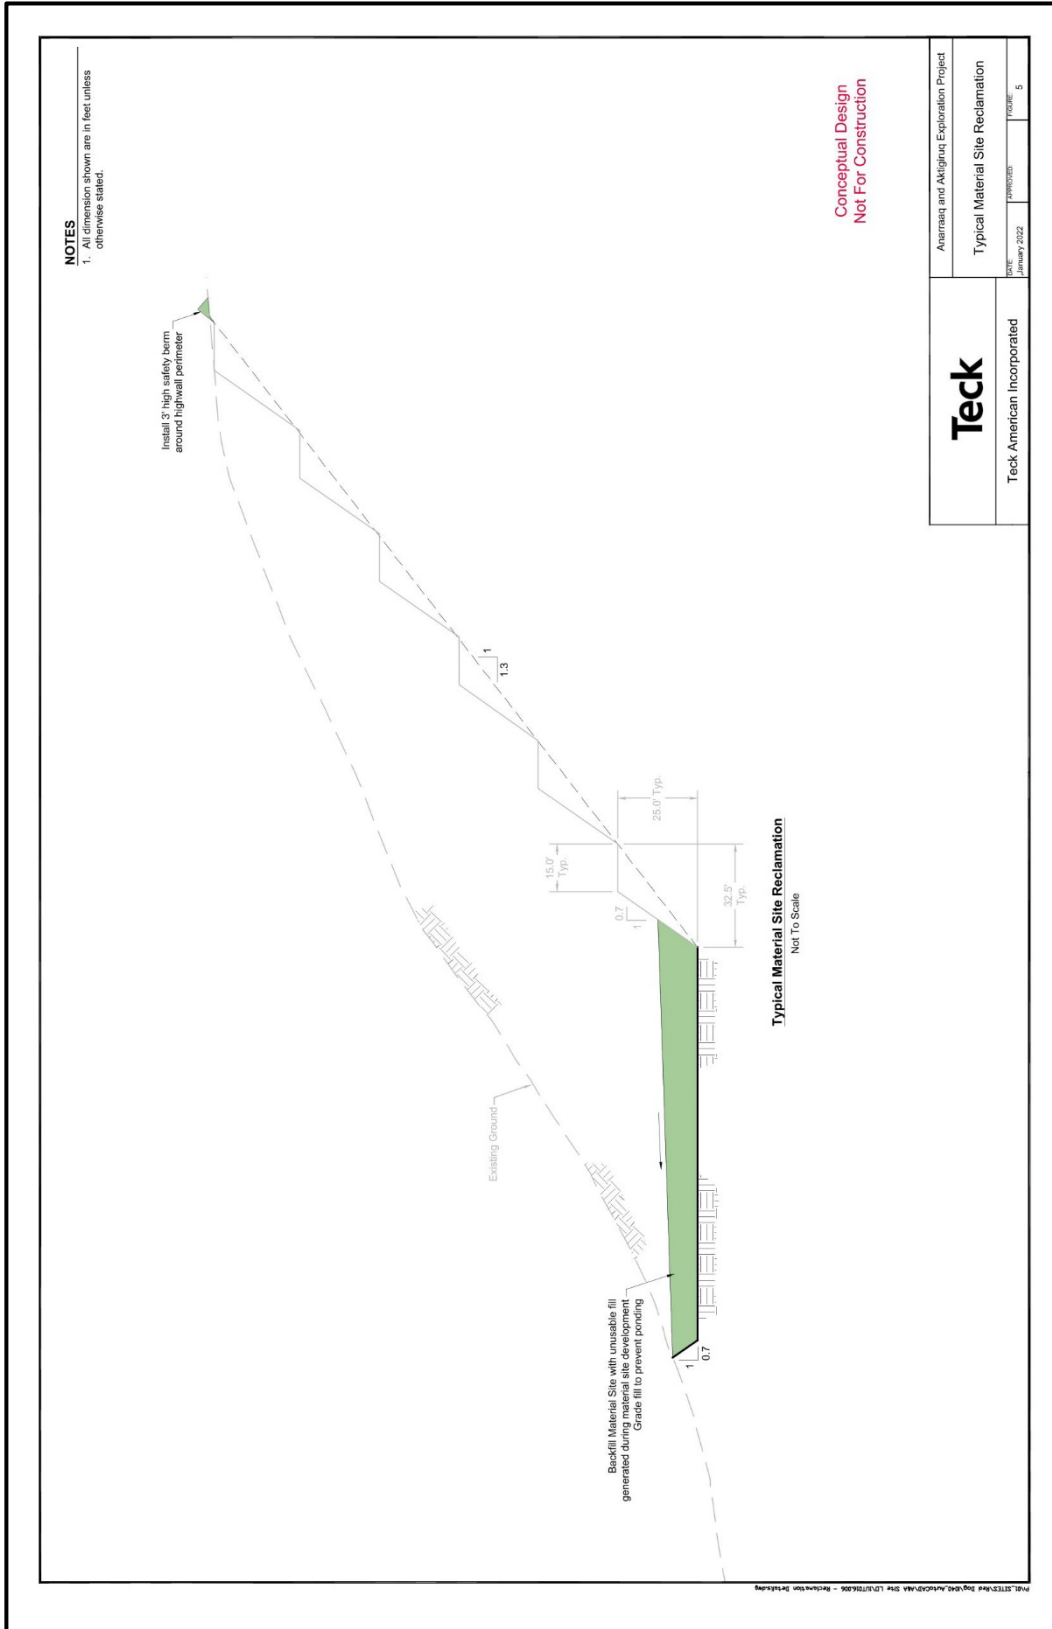 NOTES
1. All dimension shown are in feet unless
otherwise stated.
Install 3' high safety berm
around highwall perimeter
1
1.3
25.0' Typ.
15.0'
Typ.
0.7
1
32.5'
Typ.
Existing Ground
Backfill Material Site with unusable fill
generated during material site development
Grade fill to prevent ponding
1
0.7
Typical Material Site Reclamation
Not To Scale
Conceptual Design
Not For Construction
Teck
Teck American Incorporated
Anarraaq and Aktigiruq Exploration Project
Typical Material Site Reclamation
DATE:
January 2022
APPROVED:
FIGURE:
5